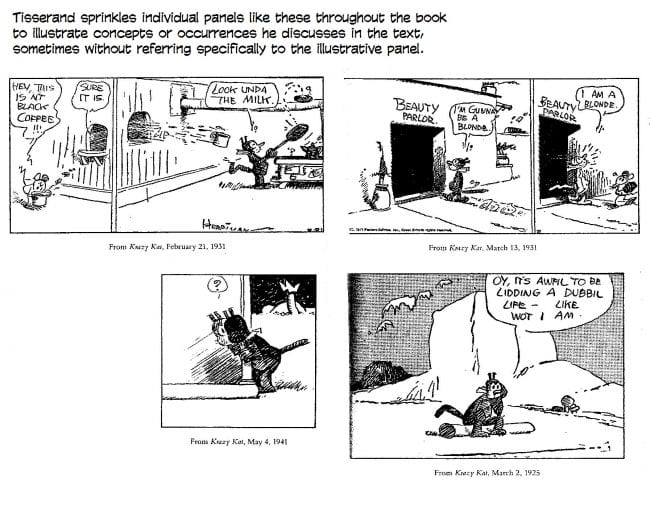 Tisserand sprinkles individual panels like these throughout the book
to illustrate concepts or occurrences he discusses in the text,
sometimes without referring specifically to the illustrative panel.
HEY, THIS
IS NT
BLACK
COFFEE
!!!
SURE
IT IS.
LOOK UNDA
THE MILK.
HERRIMAN
From Krazy Kat, February 21, 1931
BEAUTY
PARLOR
I'M GUNNA
BE A
BLONDE.
BEAUTY
PARLOR
I AM A
BLONDE.
From Krazy Kat, March 13, 1931
?
From Krazy Kat, May 4, 1941
OY, IT'S AWFIL TO BE
LIDDING A DUBBIL
LIFE - LIKE
WOT I AM.
From Krazy Kat, March 2, 1925